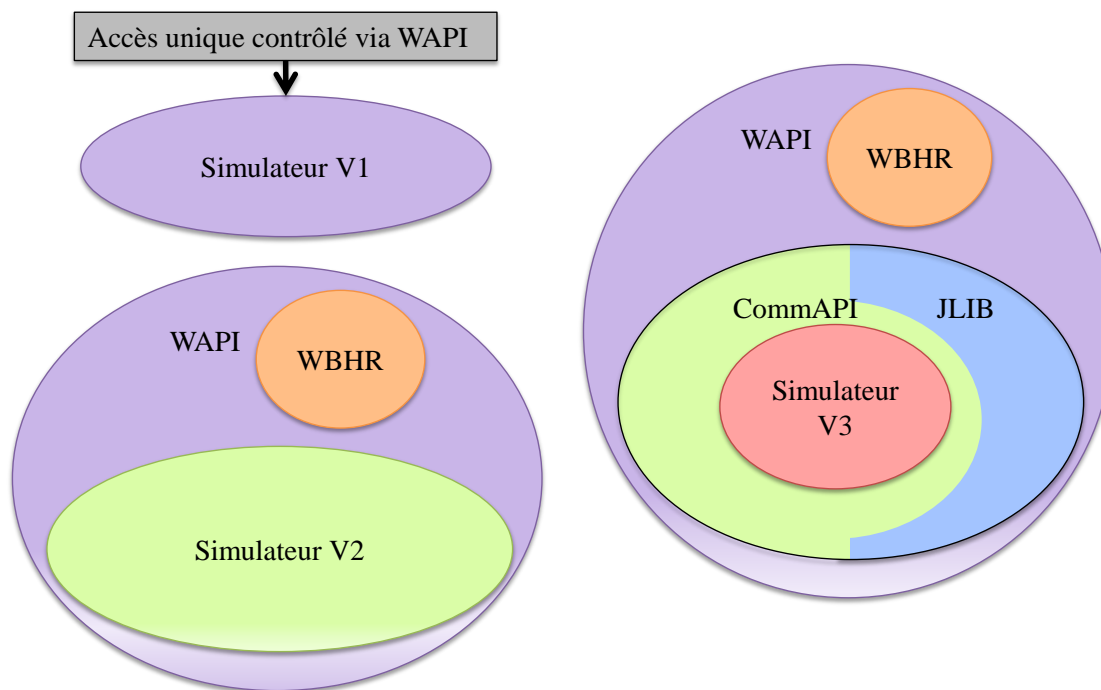 Accès unique contrôlé via WAPI
Simulateur V1
WAPI
WBHR
Simulateur V2
WAPI
WBHR
CommAPI
JLIB
Simulateur
V3